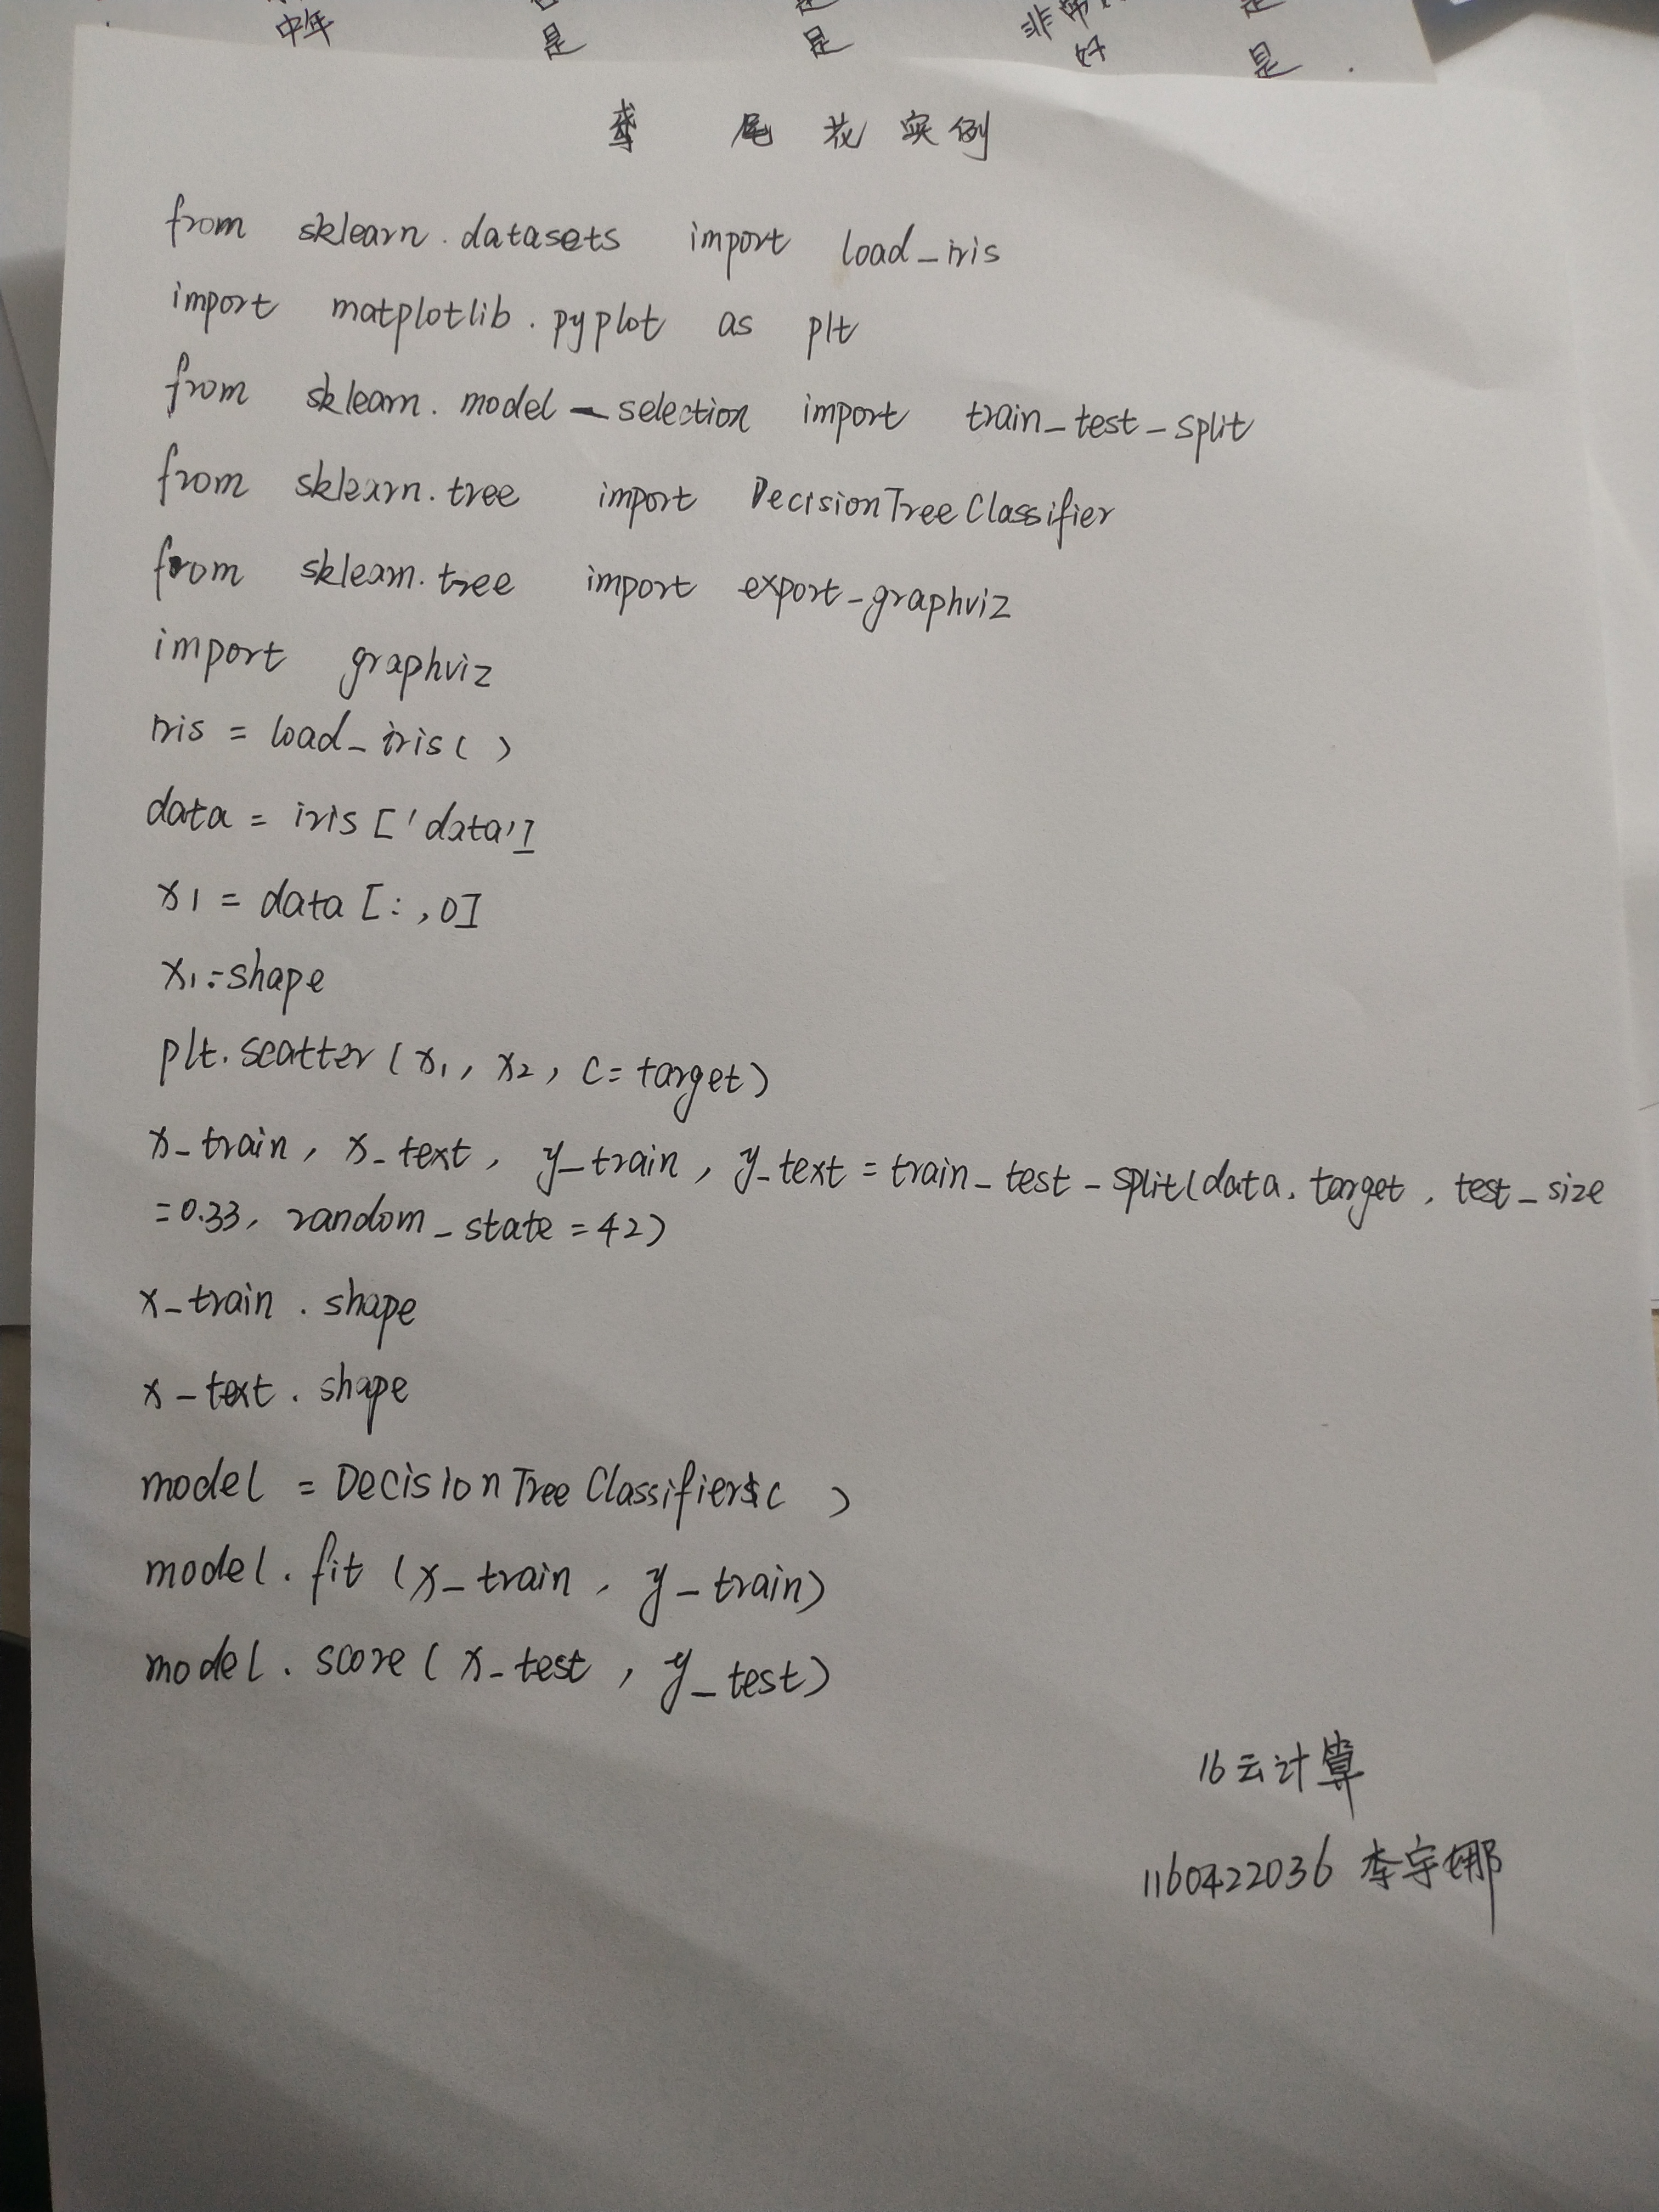 中年 是 是 非常 是
好 是
尾花实例
from sklearn.datasets import load_iris
import matplotlib.pyplot as plt
from sklearn.model_selection import train_test_split
from sklearn.tree import DecisionTreeClassifier
from sklearn.tree import export_graphviz
import graphviz
iris = load_iris()
data = iris['data']
x1 = data[:,0]
x1=shape
plt.scatter(x1, x2, c=target)
x_train, x_text, y_train, y_text = train_test_split(data, target, test_size
=0.33, random_state=42)
x_train.shape
x_text.shape
model = DecisionTreeClassifier( )
model.fit(x_train, y_train)
model.score(x_test, y_test)
16云计算
1160422036 李宇娜